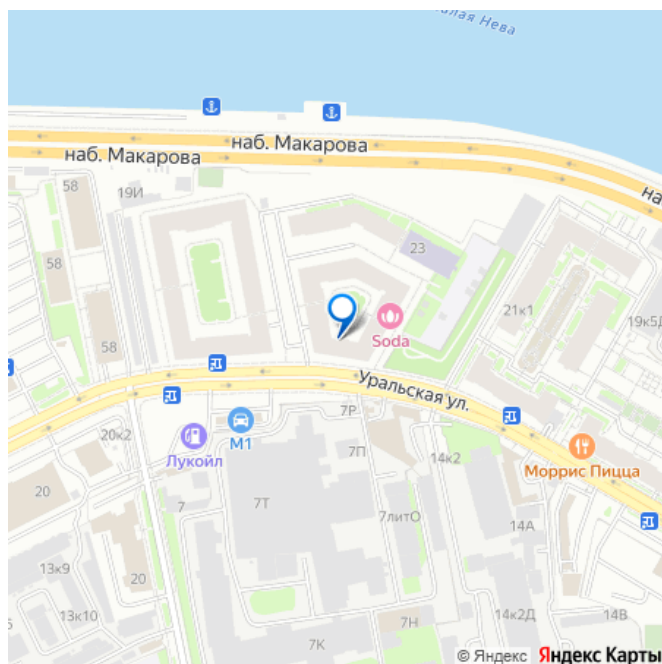 алая Нева
наб. Макарова
наб. Макарова
на
58
19И
23
58
21к1
19к5Д
Soda
58
Уральская ул.
7Р
20к2
М1
Лукойл
7П
14к2
Моррис Пицца
20
7
7Т
7литО
14А
13к9
20
13к10
7Н
14к2Д
14В
5
7К
© Яндекс Яндекс Карты